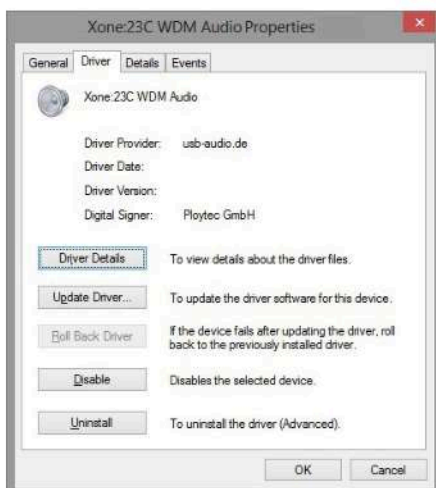 Xone:23C WDM Audio Properties
General Driver Details Events
Xone:23C WDM Audio
Driver Provider: usb-audio.de
Driver Date:
Driver Version:
Digital Signer: Ploytec GmbH
Driver Details To view details about the driver files.
Update Driver... To update the driver software for this device.
Roll Back Driver If the device fails after updating the driver, roll
back to the previously installed driver.
Disable Disables the selected device.
Uninstall To uninstall the driver (Advanced).
OK Cancel